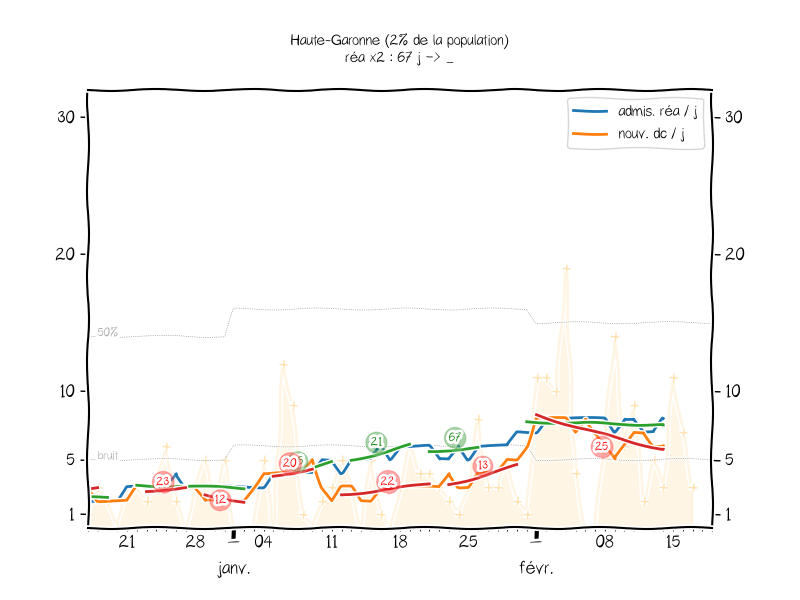 Haute-Garonne (2% de la population)
réa x2 : 67 j -> _
admis. réa / j
nouv. dc / j
30 30
20 20
50%
10 10
bruit
5 5
1 1
23 12 20 21 22 67 13 25
21 28 04 11 18 25 08 15
janv. févr.